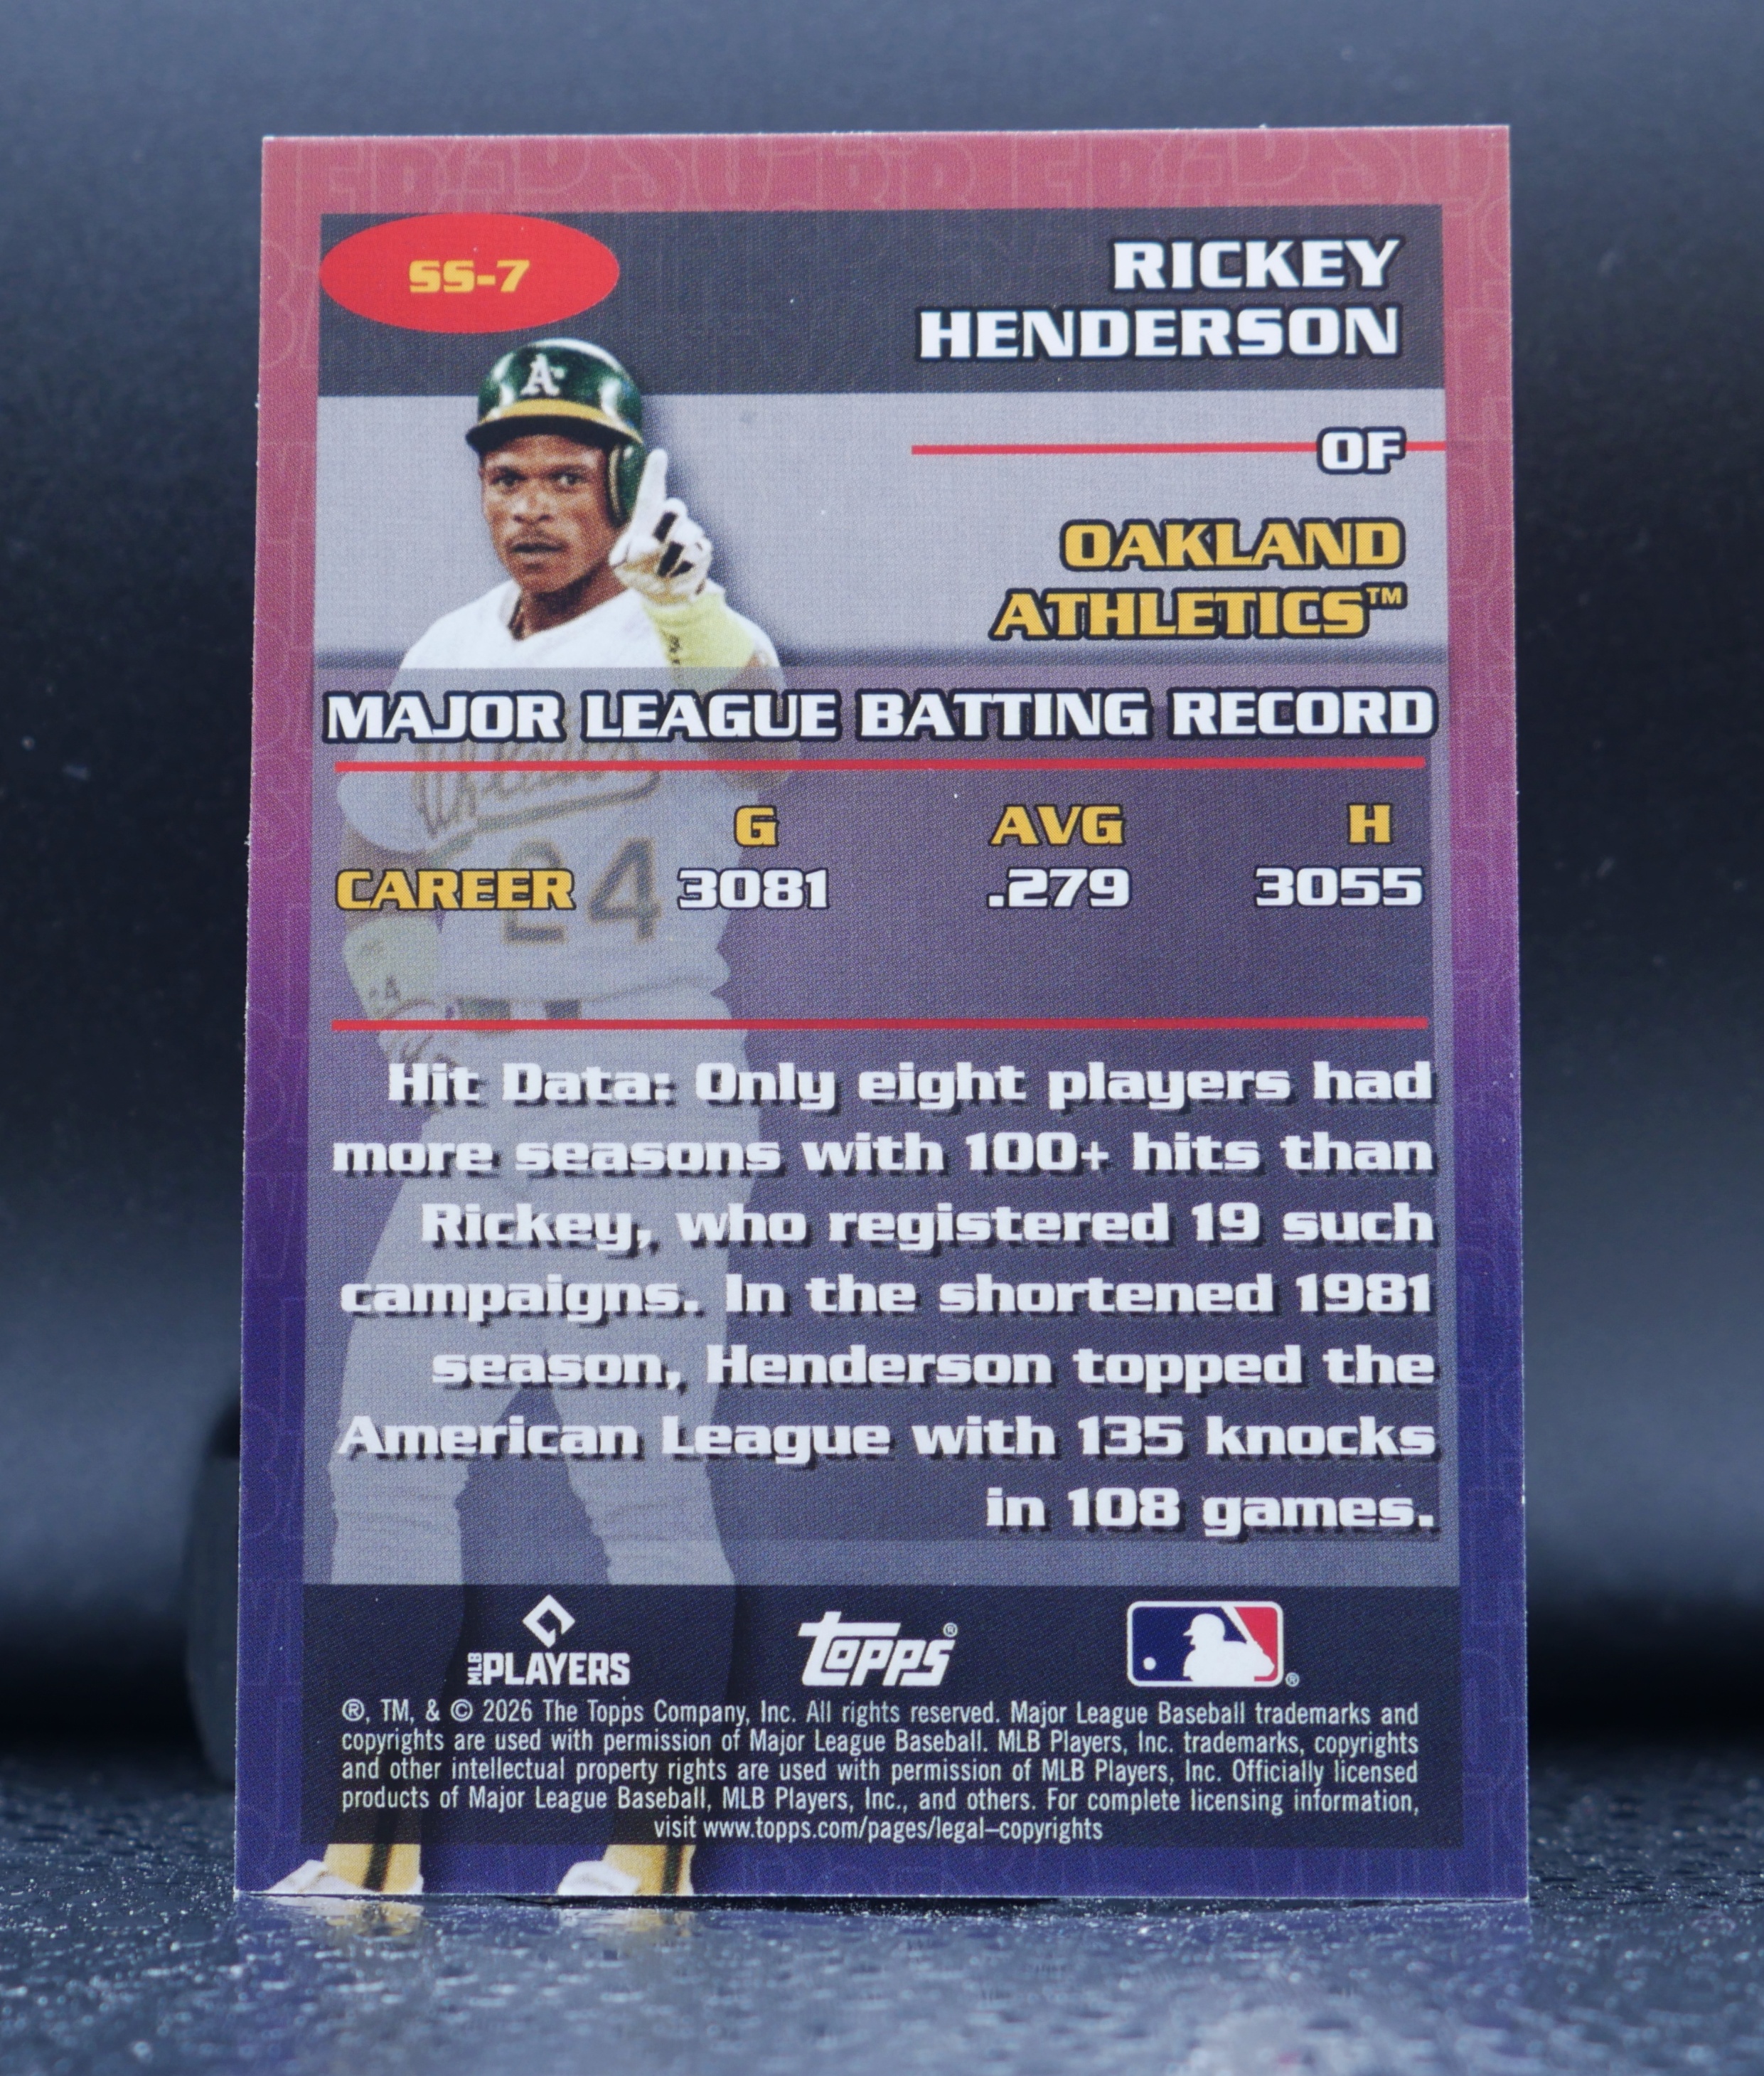 SS-7
RICKEY
HENDERSON
OF
OAKLAND
ATHLETICS™
A's
MAJOR LEAGUE BATTING RECORD
Athletics
24
G AVG H
CAREER 3081 .279 3055
Hit Data: Only eight players had
more seasons with 100+ hits than
Rickey, who registered 19 such
campaigns. In the shortened 1981
season, Henderson topped the
American League with 135 knocks
in 108 games.
MLB PLAYERS
topps®
®
®, TM, & © 2026 The Topps Company, Inc. All rights reserved. Major League Baseball trademarks and
copyrights are used with permission of Major League Baseball. MLB Players, Inc. trademarks, copyrights
and other intellectual property rights are used with permission of MLB Players, Inc. Officially licensed
products of Major League Baseball, MLB Players, Inc., and others. For complete licensing information,
visit www.topps.com/pages/legal–copyrights